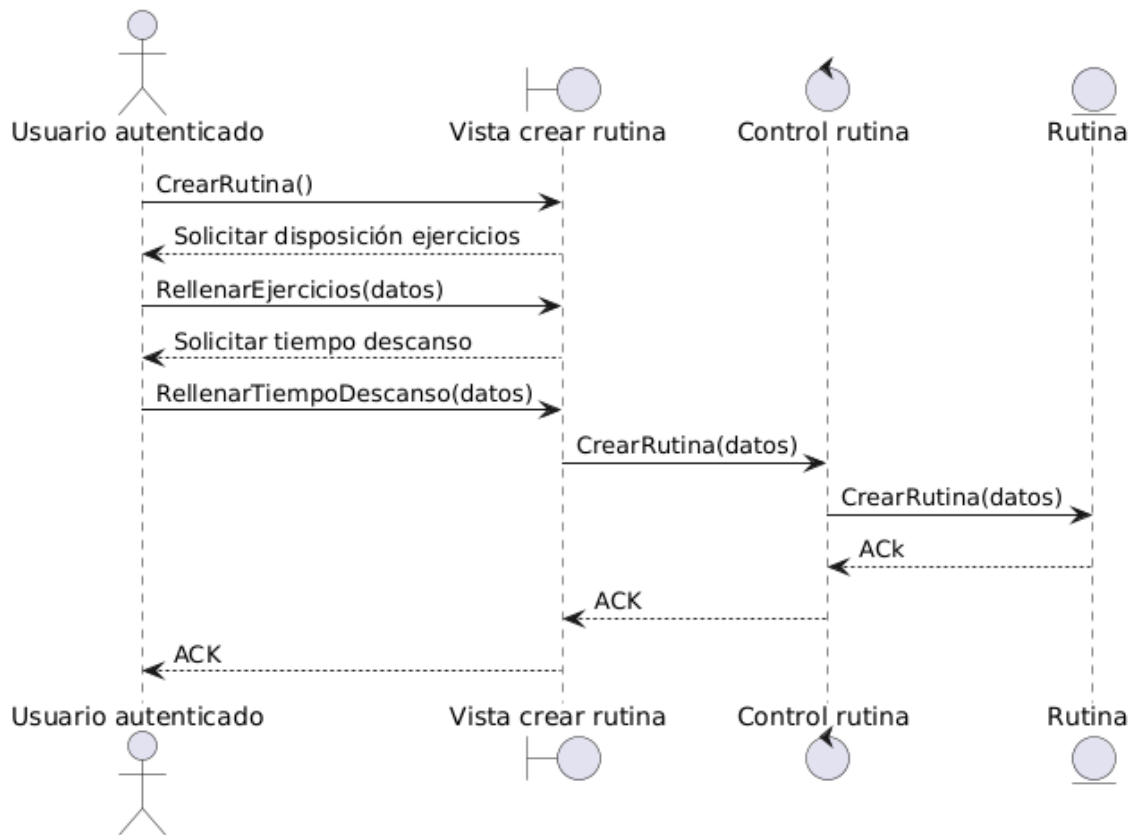 Usuario autenticado
Vista crear rutina
Control rutina
Rutina
CrearRutina()
Solicitar disposición ejercicios
RellenarEjercicios(datos)
Solicitar tiempo descanso
RellenarTiempoDescanso(datos)
CrearRutina(datos)
CrearRutina(datos)
ACk
ACK
ACK
Usuario autenticado
Vista crear rutina
Control rutina
Rutina